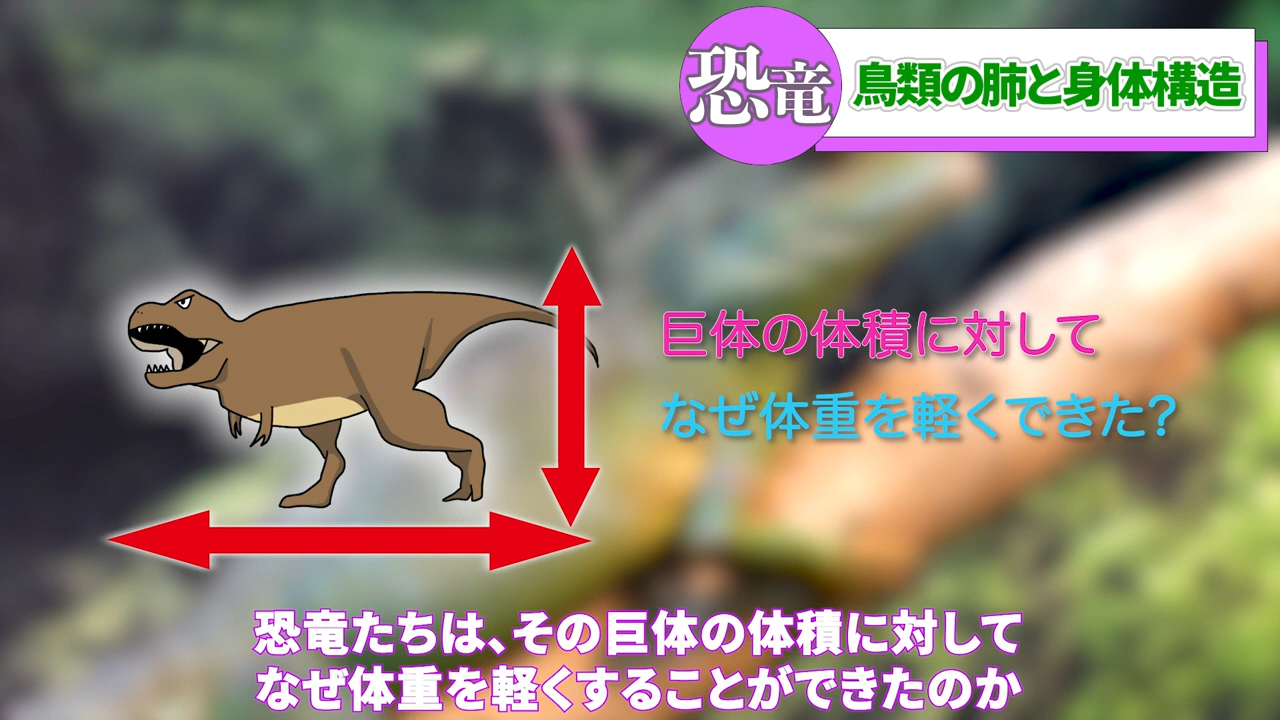 恐竜
鳥類の肺と身体構造
巨体の体積に対して
なぜ体重を軽くできた?
恐竜たちは、その巨体の体積に対して
なぜ体重を軽くすることができたのか